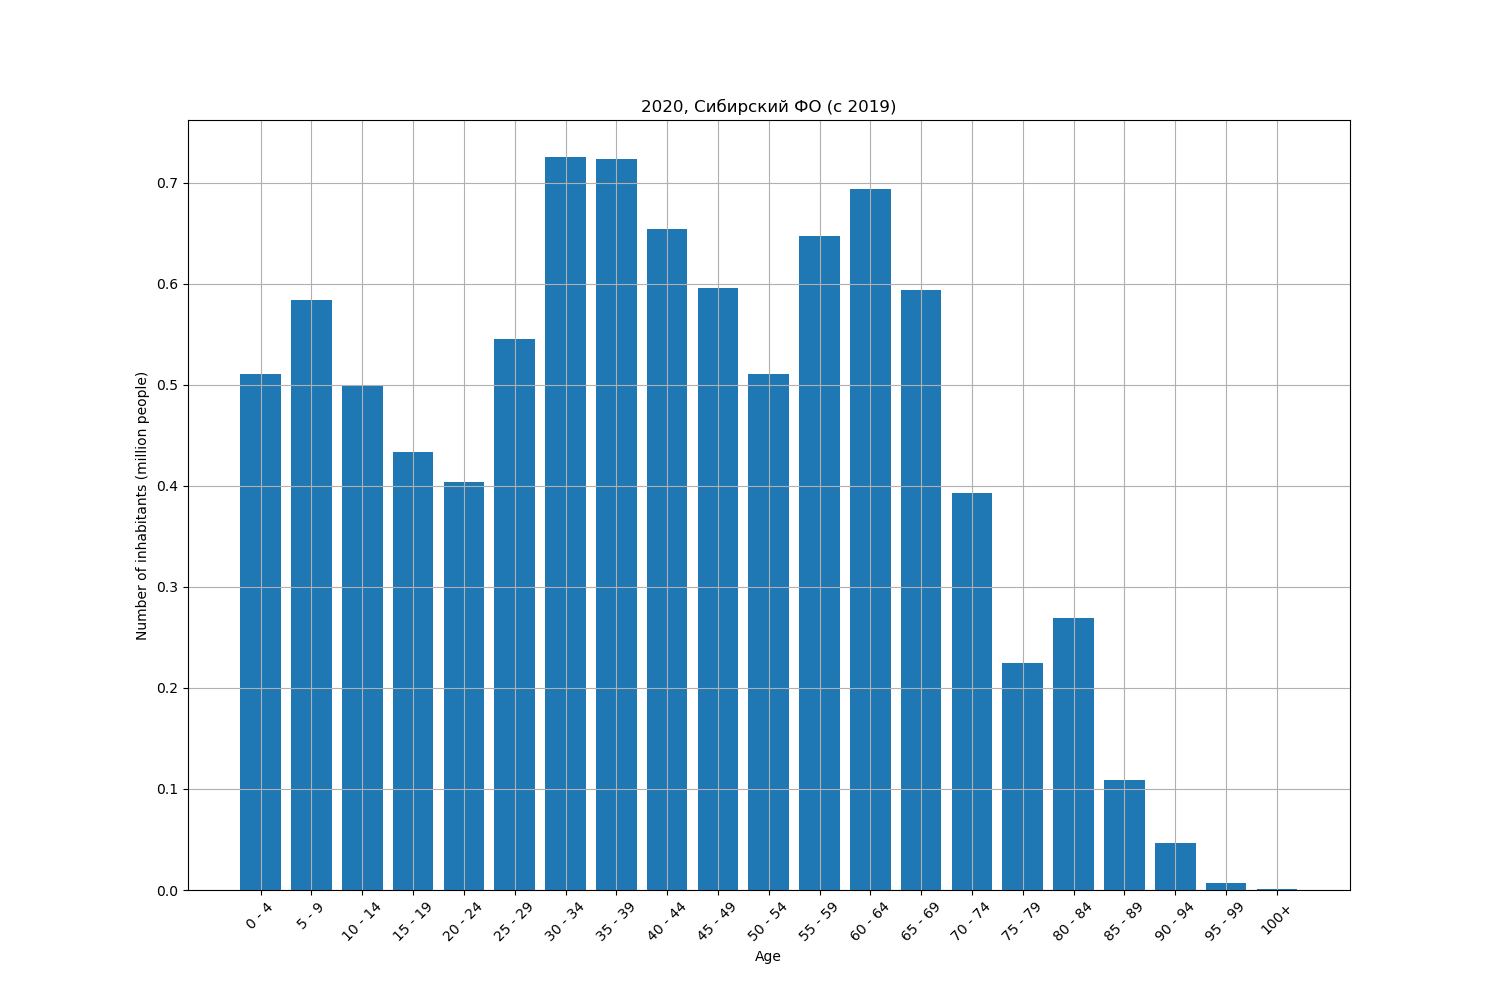 2020, Сибирский ФО (с 2019)
Number of inhabitants (million people)
0.7
0.6
0.5
0.4
0.3
0.2
0.1
0.0
0 - 4
5 - 9
10 - 14
15 - 19
20 - 24
25 - 29
30 - 34
35 - 39
40 - 44
45 - 49
50 - 54
55 - 59
60 - 64
65 - 69
70 - 74
75 - 79
80 - 84
85 - 89
90 - 94
95 - 99
100+
Age